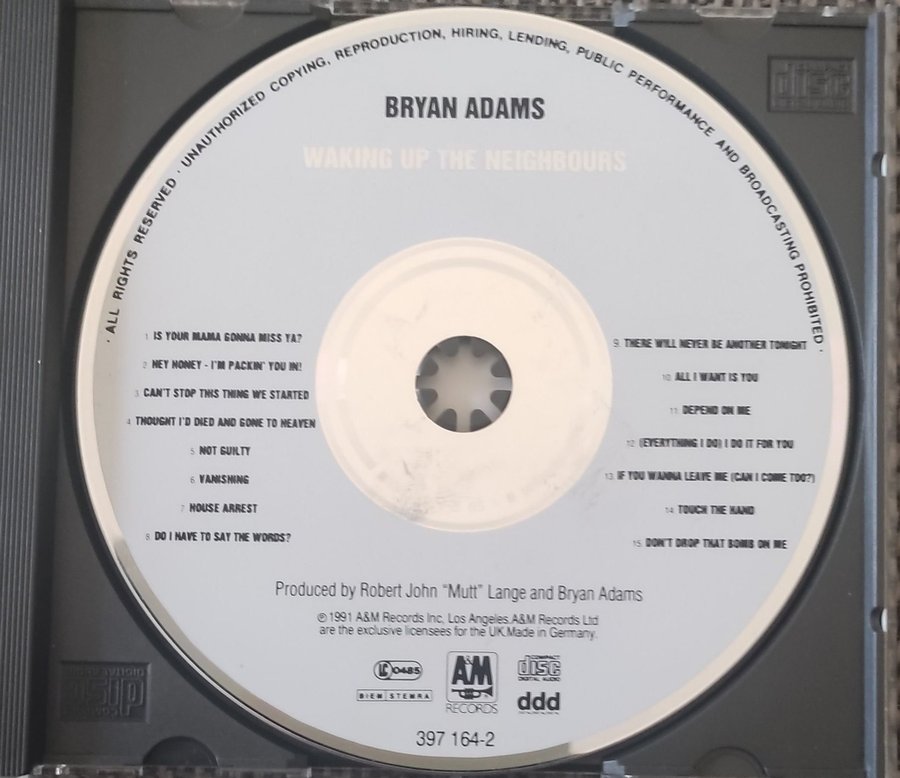 · ALL RIGHTS RESERVED · UNAUTHORIZED COPYING, REPRODUCTION, HIRING, LENDING, PUBLIC PERFORMANCE AND BROADCASTING PROHIBITED ·
BRYAN ADAMS
WAKING UP THE NEIGHBOURS
1. IS YOUR MAMA GONNA MISS YA?
2. HEY HONEY - I'M PACKIN' YOU IN!
3. CAN'T STOP THIS THING WE STARTED
4. THOUGHT I'D DIED AND GONE TO HEAVEN
5. NOT GUILTY
6. VANISHING
7. HOUSE ARREST
8. DO I HAVE TO SAY THE WORDS?
9. THERE WILL NEVER BE ANOTHER TONIGHT
10. ALL I WANT IS YOU
11. DEPEND ON ME
12. (EVERYTHING I DO) I DO IT FOR YOU
13. IF YOU WANNA LEAVE ME (CAN I COME TOO?)
14. TOUCH THE HAND
15. DON'T DROP THAT BOMB ON ME
Produced by Robert John “Mutt” Lange and Bryan Adams
℗1991 A&M Records Inc, Los Angeles.A&M Records Ltd
are the exclusive licensees for the UK.Made in Germany.
LC 0485
BIEM STEMRA
A&M
RECORDS
COMPACT
disc
DIGITAL AUDIO
ddd
397 164-2
disc
COMPACT
disc
DIGITAL AUDIO